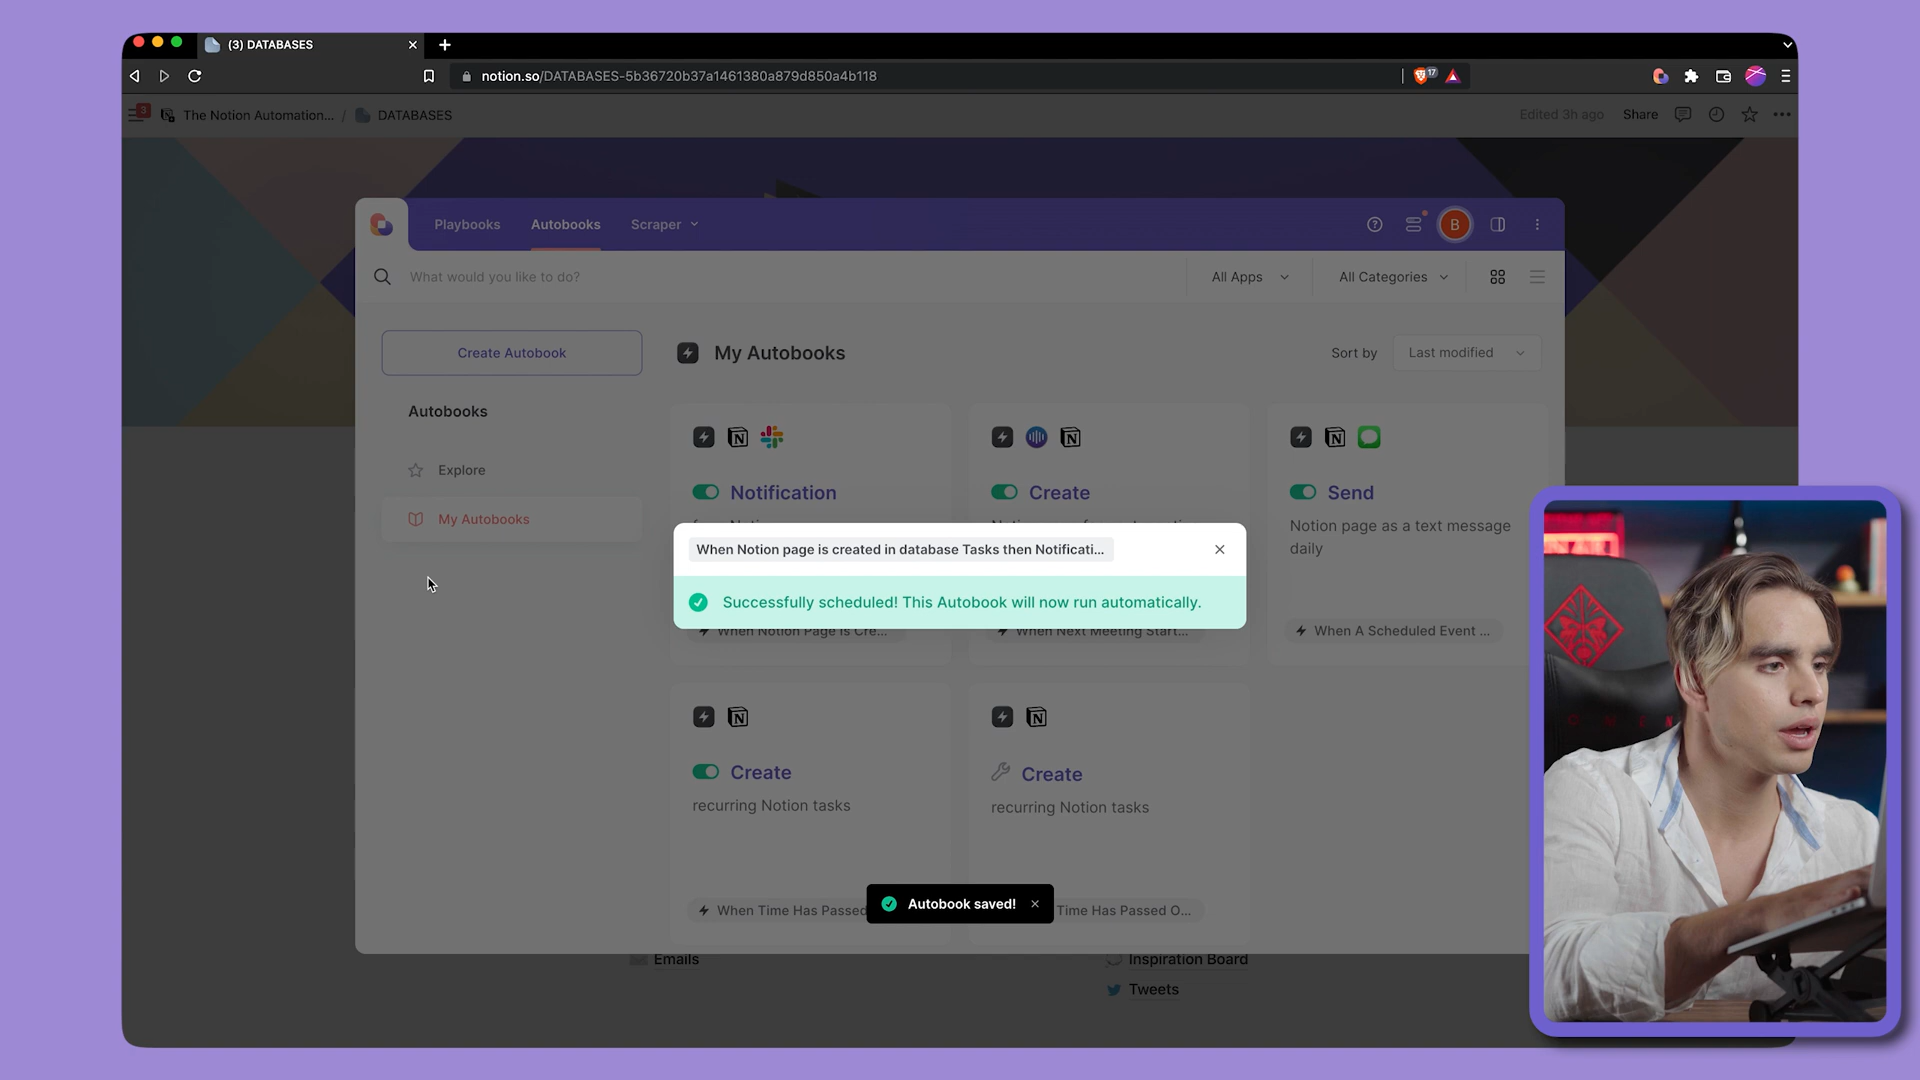 (3) DATABASES
notion.so/DATABASES-5b36720b37a1461380a879d850a4b118
17
3
The Notion Automation... / DATABASES
Edited 3h ago
Share
Playbooks
Autobooks
Scraper
B
What would you like to do?
All Apps
All Categories
Create Autobook
My Autobooks
Sort by
Last modified
Autobooks
Explore
My Autobooks
Notification
Create
Send
Notion page as a text message
daily
When Notion page is created in database Tasks then Notificati...
Successfully scheduled! This Autobook will now run automatically.
When Notion Page Is Cre...
When Next Meeting Start...
When A Scheduled Event ...
Create
recurring Notion tasks
Create
recurring Notion tasks
When Time Has Passed
Time Has Passed O...
Autobook saved!
Emails
Inspiration Board
Tweets